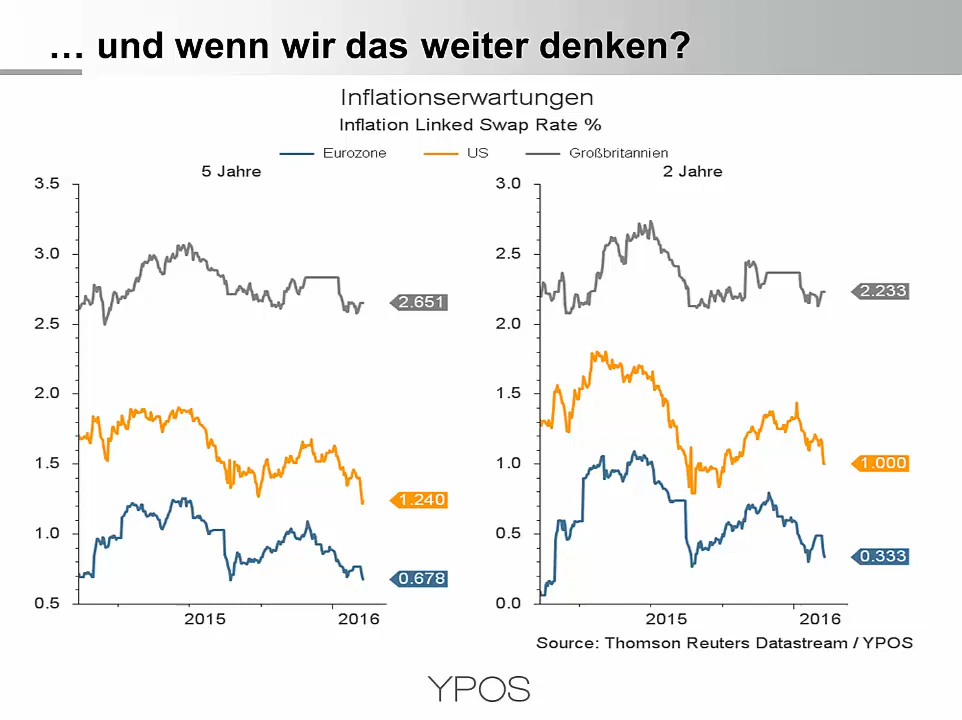 … und wenn wir das weiter denken?
Inflationserwartungen
Inflation Linked Swap Rate %
Eurozone US Großbritannien
5 Jahre
3.5
3.0
2.5
2.0
1.5
1.0
0.5
2.651
1.240
0.678
2015 2016
2 Jahre
3.0
2.5
2.0
1.5
1.0
0.5
0.0
2.233
1.000
0.333
2015 2016
Source: Thomson Reuters Datastream / YPOS
YPOS